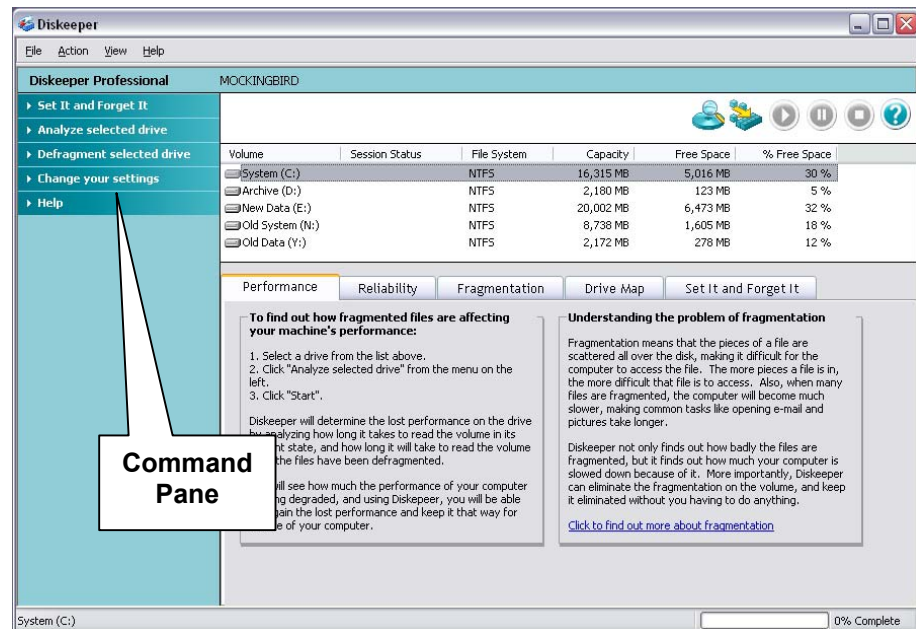 Diskeeper
File Action View Help
Diskeeper Professional MOCKINGBIRD
Set It and Forget It
Analyze selected drive
Defragment selected drive
Change your settings
Help
Volume Session Status File System Capacity Free Space % Free Space
System (C:) NTFS 16,315 MB 5,016 MB 30 %
Archive (D:) NTFS 2,180 MB 123 MB 5 %
New Data (E:) NTFS 20,002 MB 6,473 MB 32 %
Old System (N:) NTFS 8,738 MB 1,605 MB 18 %
Old Data (Y:) NTFS 2,172 MB 278 MB 12 %
Performance Reliability Fragmentation Drive Map Set It and Forget It
To find out how fragmented files are affecting
your machine's performance:
1. Select a drive from the list above.
2. Click "Analyze selected drive" from the menu on the
left.
3. Click "Start".
Diskeeper will determine the lost performance on the drive
by analyzing how long it takes to read the volume in its
state, and how long it will take to read the volume
the files have been defragmented.
see how much the performance of your computer
degraded, and using Diskepeer, you will be able
the lost performance and keep it that way for
of your computer.
Understanding the problem of fragmentation
Fragmentation means that the pieces of a file are
scattered all over the disk, making it difficult for the
computer to access the file. The more pieces a file is in,
the more difficult that file is to access. Also, when many
files are fragmented, the computer will become much
slower, making common tasks like opening e-mail and
pictures take longer.
Diskeeper not only finds out how badly the files are
fragmented, but it finds out how much your computer is
slowed down because of it. More importantly, Diskeeper
can eliminate the fragmentation on the volume, and keep
it eliminated without you having to do anything.
Click to find out more about fragmentation
Command
Pane
System (C:) 0% Complete